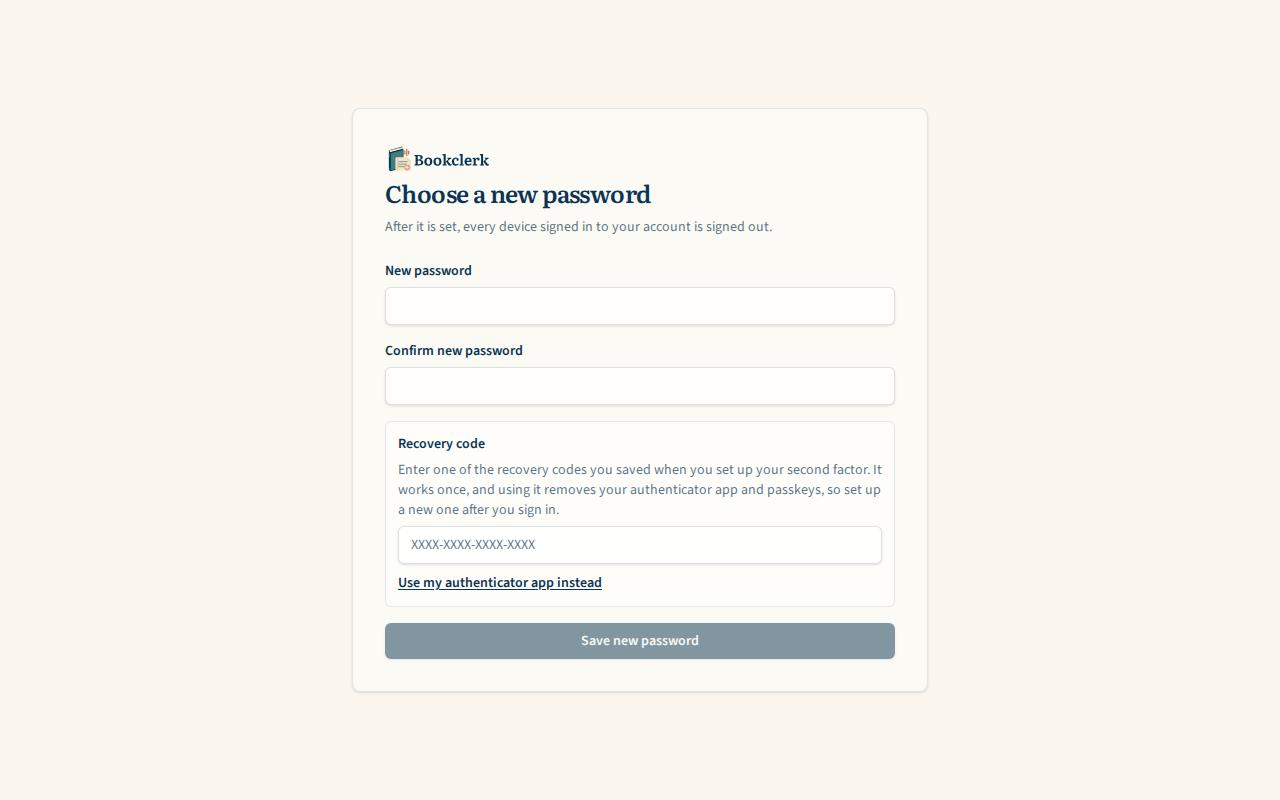 Bookclerk
Choose a new password
After it is set, every device signed in to your account is signed out.
New password
Confirm new password
Recovery code
Enter one of the recovery codes you saved when you set up your second factor. It
works once, and using it removes your authenticator app and passkeys, so set up
a new one after you sign in.
XXXX-XXXX-XXXX-XXXX
Use my authenticator app instead
Save new password